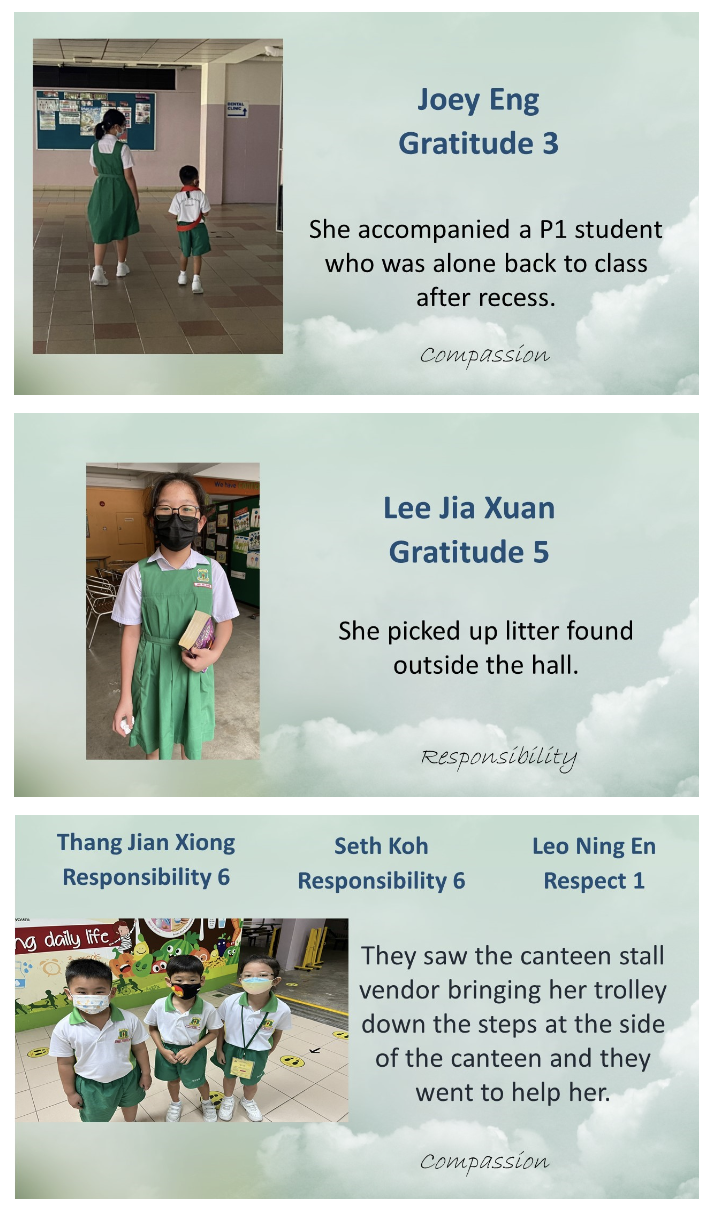 DENTAL
CLINIC
Joey Eng
Gratitude 3
She accompanied a P1 student
who was alone back to class
after recess.
Compassion
Lee Jia Xuan
Gratitude 5
She picked up litter found
outside the hall.
Responsibility
Thang Jian Xiong
Responsibility 6
Seth Koh
Responsibility 6
Leo Ning En
Respect 1
ng daily life
They saw the canteen stall
vendor bringing her trolley
down the steps at the side
of the canteen and they
went to help her.
Compassion